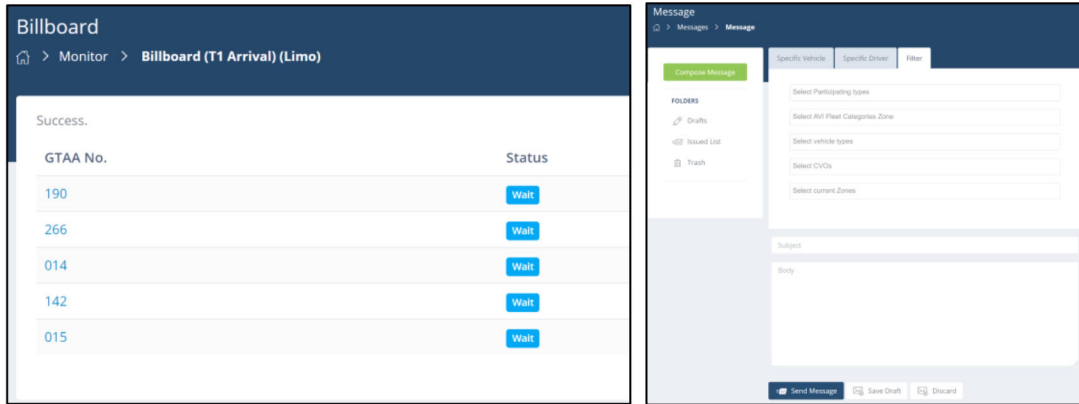 Billboard
> Monitor > Billboard (T1 Arrival) (Limo)
Success.
GTAA No. Status
190 Wait
266 Wait
014 Wait
142 Wait
015 Wait
Message
> Messages > Message
Compose Message
FOLDERS
Drafts
Issued List
Trash
Specific Vehicle Specific Driver Filter
Select Participating types
Select AVI Fleet Categories Zone
Select vehicle types
Select CVOs
Select current Zones
Subject
Body
Send Message Save Draft Discard